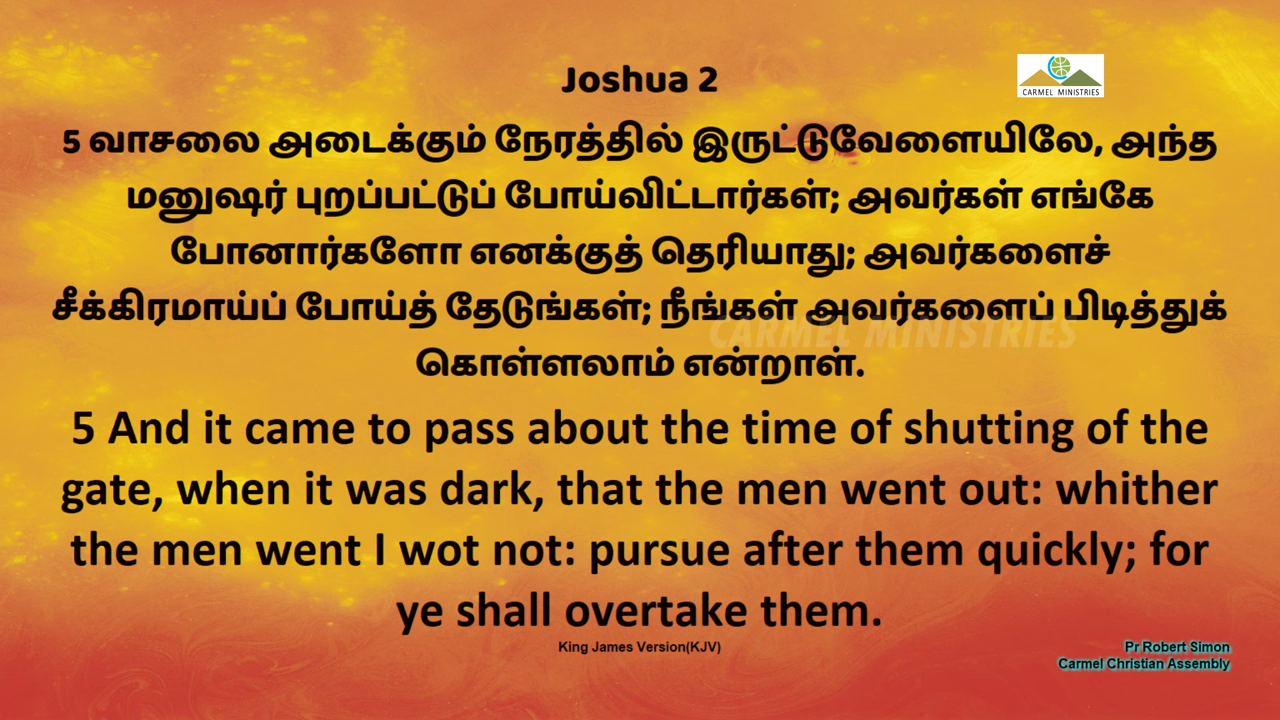 Joshua 2
CARMEL MINISTRIES
5 வாசலை அடைக்கும் நேரத்தில் இருட்டுவேளையிலே, அந்த
மனுஷர் புறப்பட்டுப் போய்விட்டார்கள்; அவர்கள் எங்கே
போனார்களோ எனக்குத் தெரியாது; அவர்களைச்
சீக்கிரமாய்ப் போய்த் தேடுங்கள்; நீங்கள் அவர்களைப் பிடித்துக்
CARMEL MINISTRIES
கொள்ளலாம் என்றாள்.
5 And it came to pass about the time of shutting of the
gate, when it was dark, that the men went out: whither
the men went I wot not: pursue after them quickly; for
ye shall overtake them.
King James Version(KJV)
Pr Robert Simon
Carmel Christian Assembly